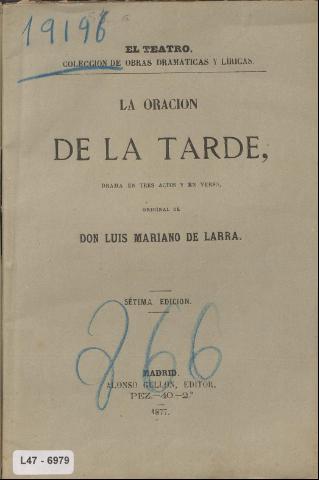 19196
EL TEATRO.
COLECCION DE OBRAS DRAMATICAS Y LÍRICAS.
LA ORACION
DE LA TARDE,
DRAMA EN TRES ACTOS Y EN VERSO,
ORIGINAL DE
DON LUIS MARIANO DE LARRA.
SÉTIMA EDICION.
266
MADRID.
ALONSO GULLON, EDITOR.
PEZ.—40.—2.º
1877.
L47 - 6979